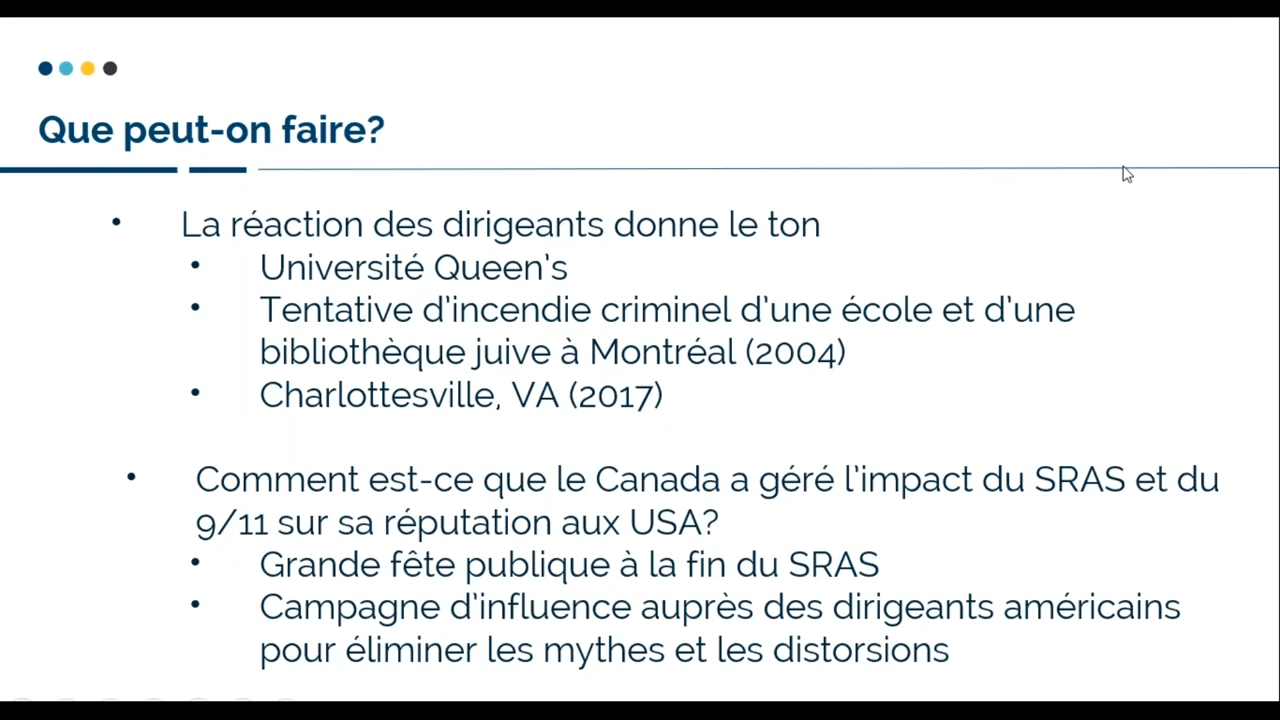 Que peut-on faire?
• La réaction des dirigeants donne le ton
• Université Queen's
• Tentative d'incendie criminel d'une école et d'une
bibliothèque juive à Montréal (2004)
• Charlottesville, VA (2017)
• Comment est-ce que le Canada a géré l'impact du SRAS et du
9/11 sur sa réputation aux USA?
• Grande fête publique à la fin du SRAS
• Campagne d'influence auprès des dirigeants américains
pour éliminer les mythes et les distorsions